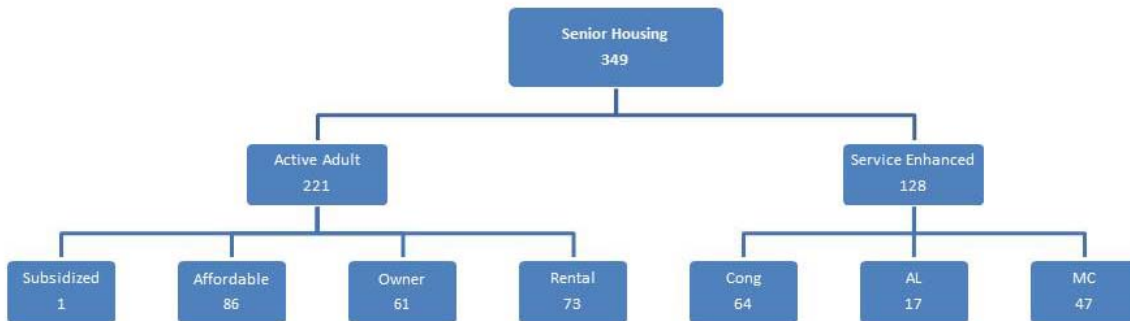 Senior Housing
349
Active Adult
221
Service Enhanced
128
Subsidized
1
Affordable
86
Owner
61
Rental
73
Cong
64
AL
17
MC
47